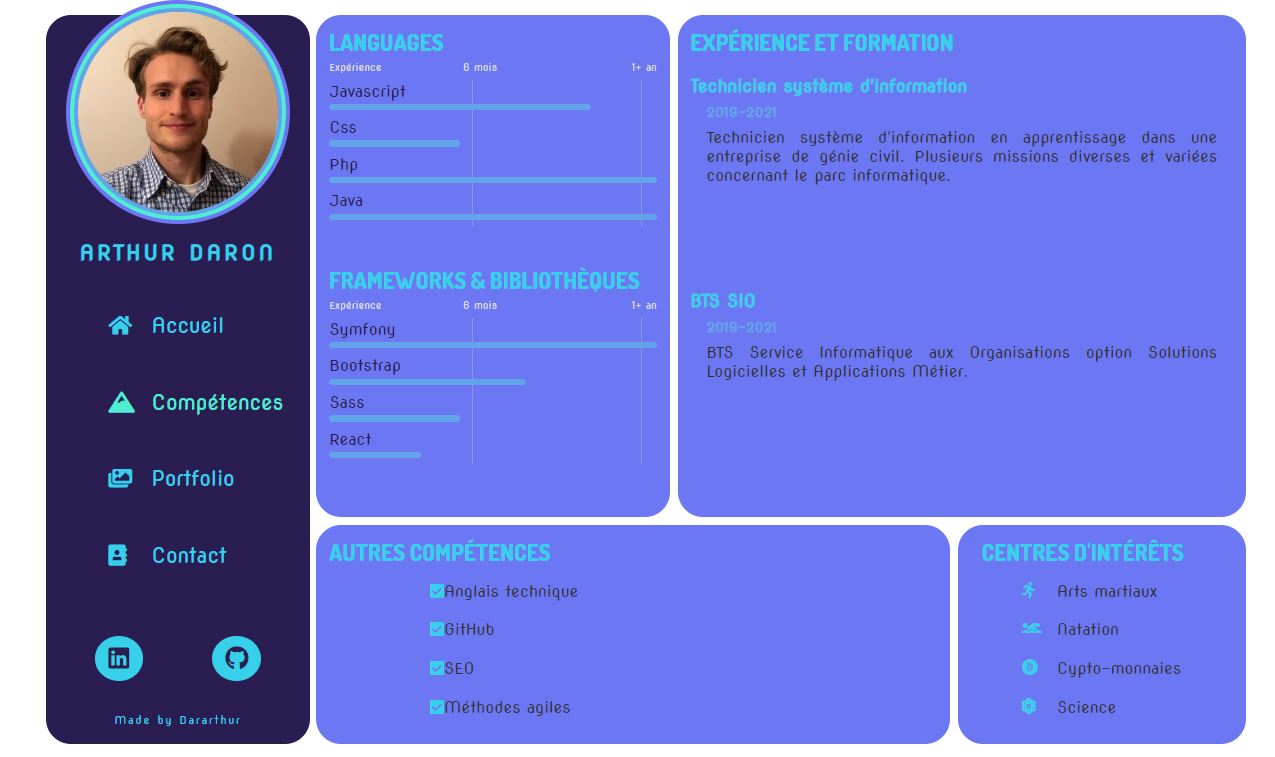 ARTHUR DARON
Accueil
Compétences
Portfolio
Contact
Made by Dararthur
LANGUAGES
Expérience 6 mois 1+ an
Javascript
Css
Php
Java
FRAMEWORKS & BIBLIOTHÈQUES
Expérience 6 mois 1+ an
Symfony
Bootstrap
Sass
React
EXPÉRIENCE ET FORMATION
Technicien système d'information
2019-2021
Technicien système d'information en apprentissage dans une
entreprise de génie civil. Plusieurs missions diverses et variées
concernant le parc informatique.
BTS SIO
2019-2021
BTS Service Informatique aux Organisations option Solutions
Logicielles et Applications Métier.
AUTRES COMPÉTENCES
Anglais technique
GitHub
SEO
Méthodes agiles
CENTRES D'INTÉRÊTS
Arts martiaux
Natation
Cypto-monnaies
Science